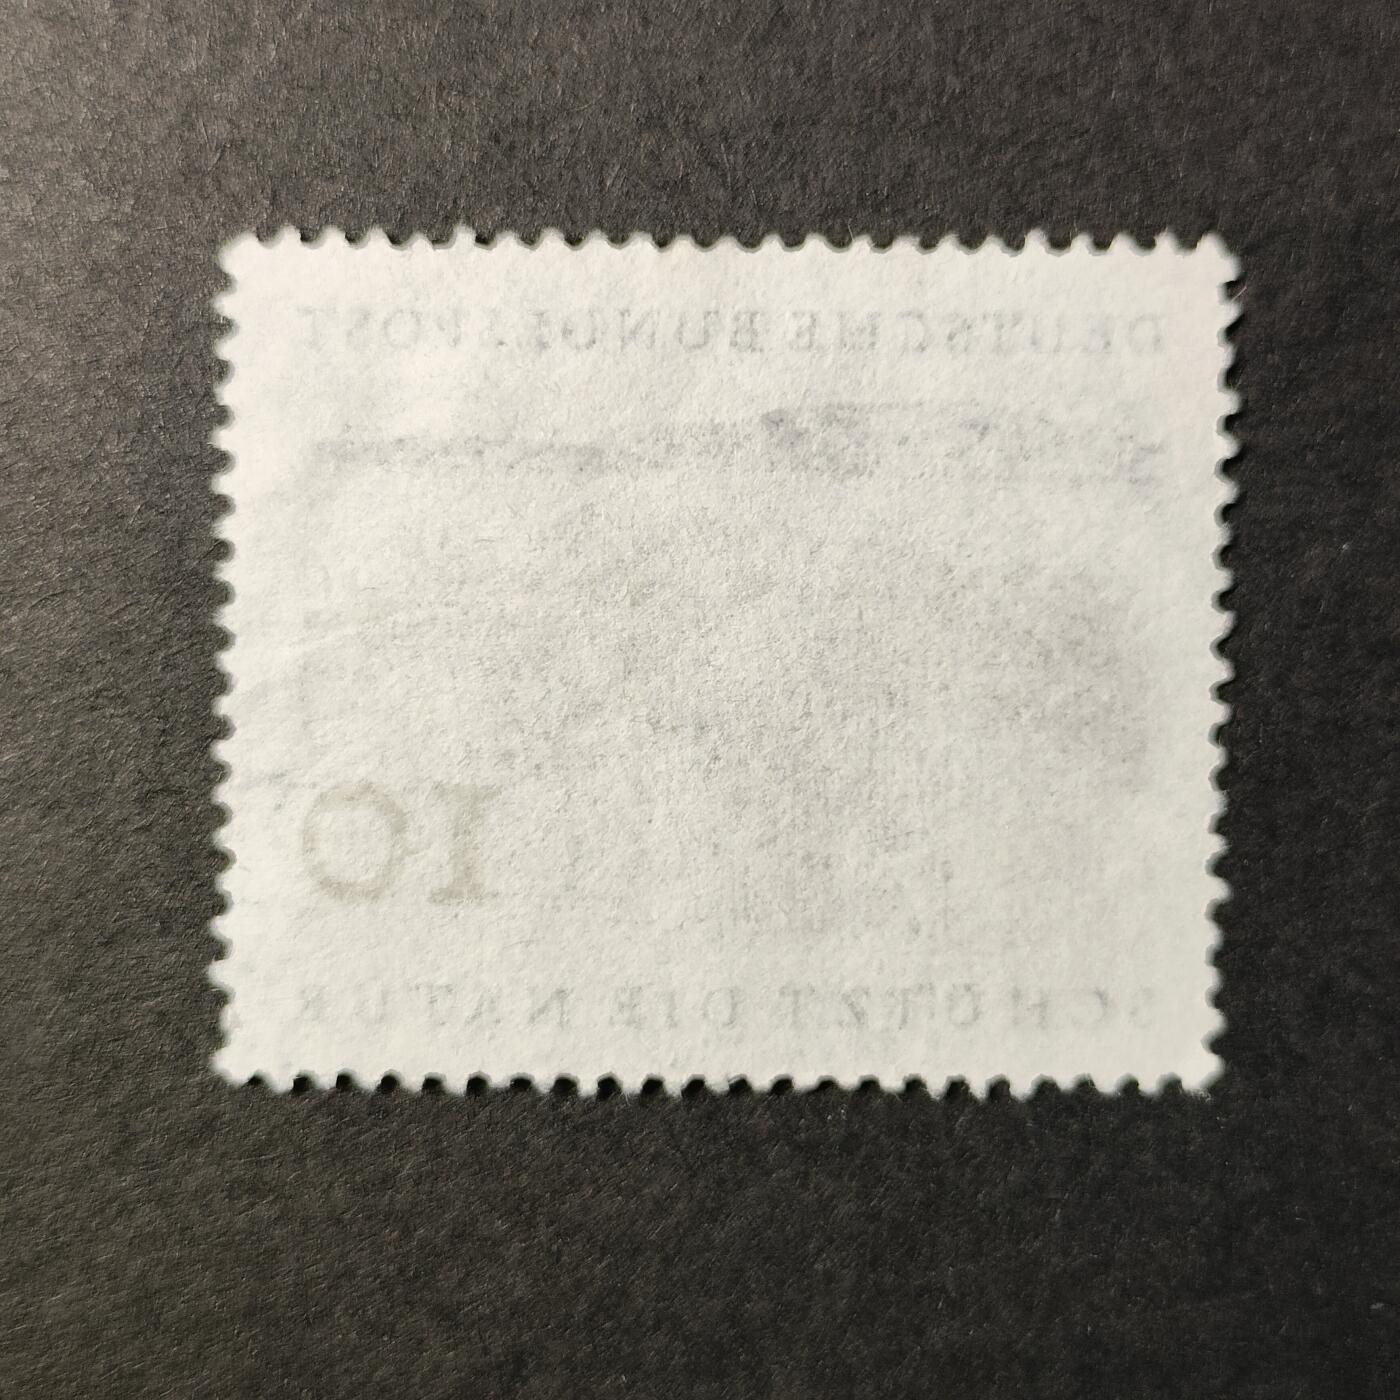 DEUTSCHE BUNDESPOST
10
SCHÜTZT DIE NATUR